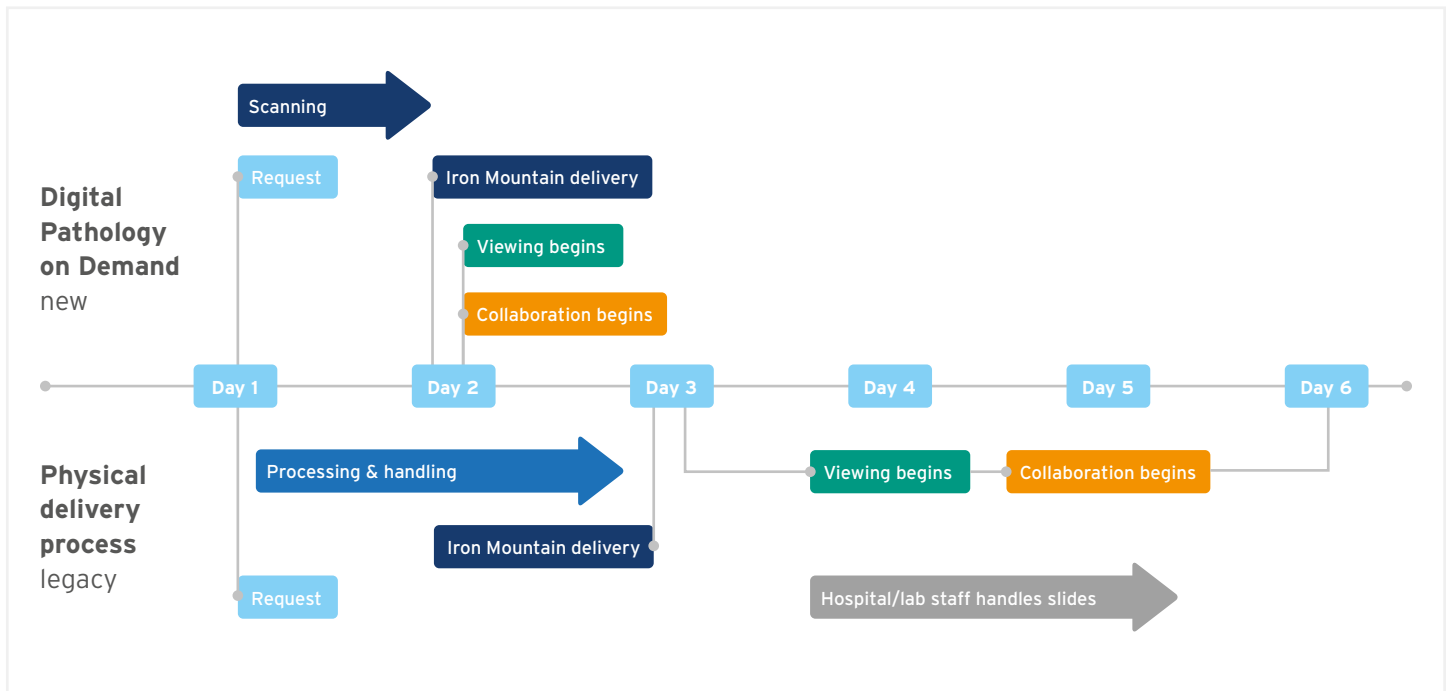 Scanning
Request
Iron Mountain delivery
Digital
Pathology
on Demand
new
Viewing begins
Collaboration begins
Day 1
Day 2
Day 3
Day 4
Day 5
Day 6
Physical
delivery
process
legacy
Processing & handling
Viewing begins
Collaboration begins
Iron Mountain delivery
Request
Hospital/lab staff handles slides